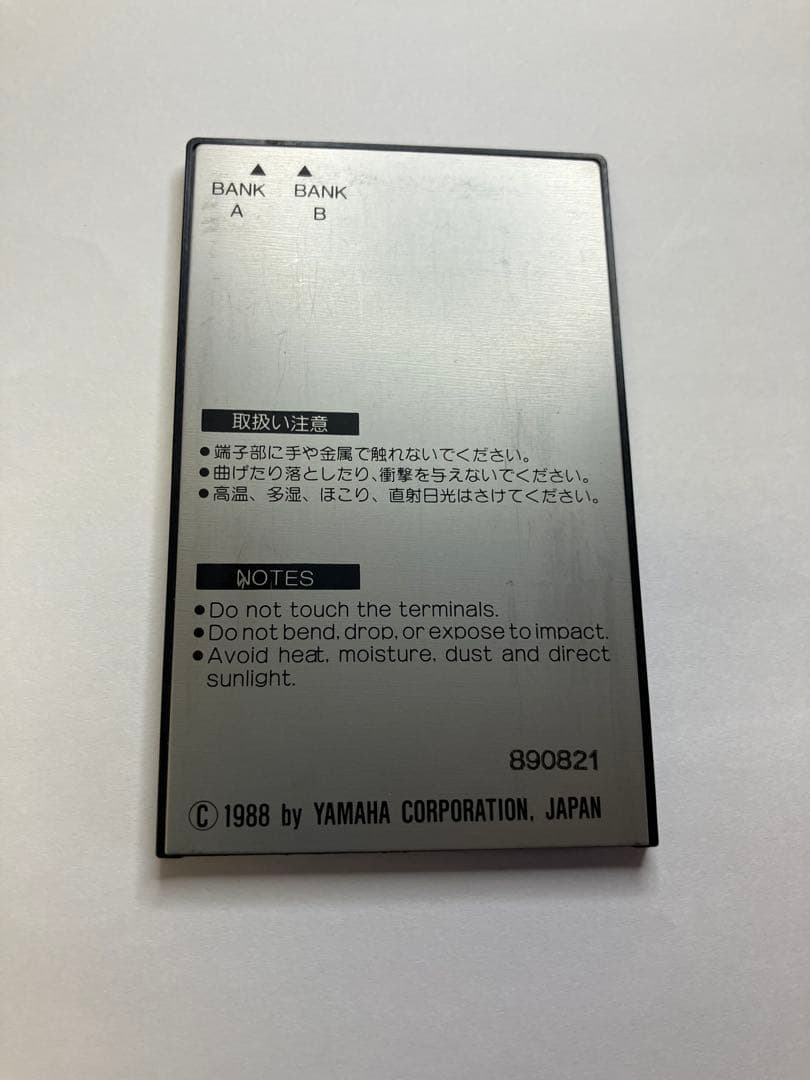 ▲ ▲
BANK BANK
A B
取扱い注意
●端子部に手や金属で触れないでください。
●曲げたり落としたり、衝撃を与えないでください。
●高温、多湿、ほこり、直射日光はさけてください。
NOTES
●Do not touch the terminals.
●Do not bend, drop, or expose to impact.
●Avoid heat, moisture, dust and direct
sunlight.
890821
©1988 by YAMAHA CORPORATION, JAPAN